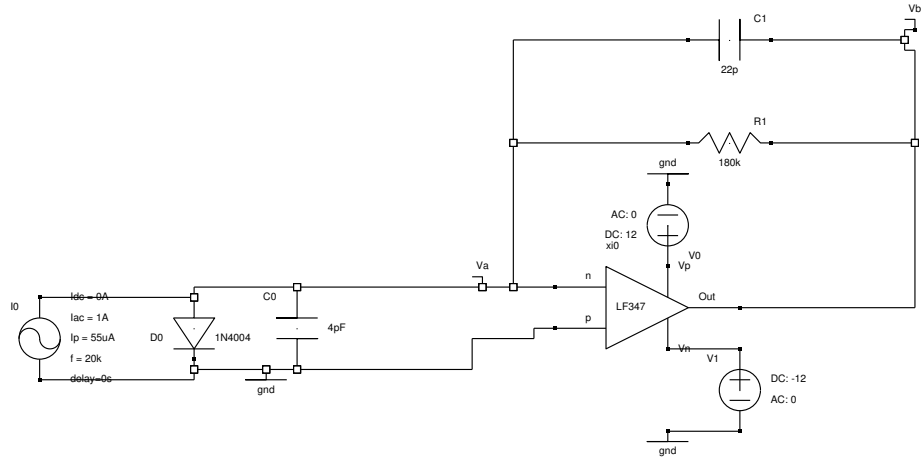 Vb
C1
22p
R1
180k
gnd
AC: 0
DC: 12
xi0
V0
Vp
Va
n
p
LF347
Out
Vn
V1
DC: -12
AC: 0
gnd
I0
Idc = 0A
Iac = 1A
Ip = 55uA
f = 20k
delay=0s
D0
1N4004
C0
4pF
gnd